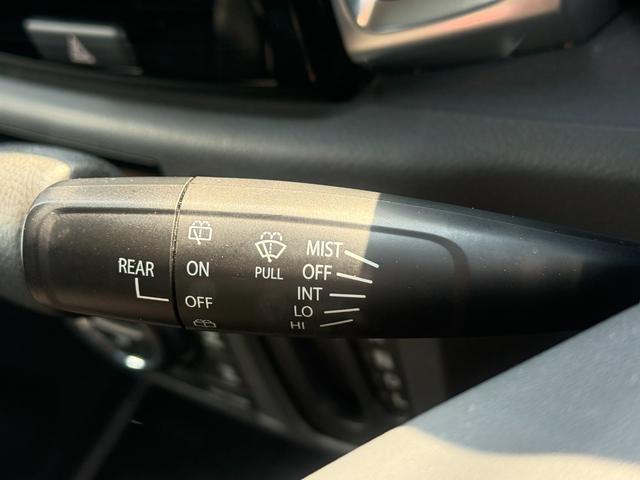 REAR
ON
OFF
PULL
MIST
OFF
INT
LO
HI